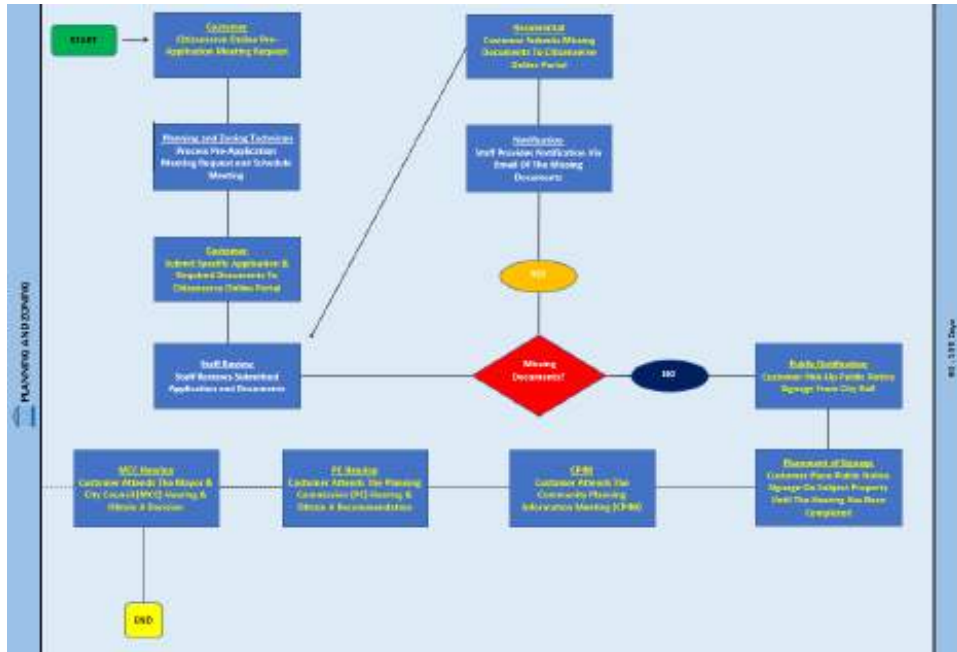 START
Customer
Citizenserve Online Pre-
Application Meeting Request
Planning and Zoning Technician
Process Pre-Application
Meeting Request and Schedule
Meeting
Customer
Submit Specific Application &
Required Documents To
Citizenserve Online Portal
Staff Review
Staff Reviews Submitted
Application and Documents
Missing
Documents?
YES
Notification
Staff Provides Notification Via
Email Of The Missing
Documents
Resubmittal
Customer Submits Missing
Documents To Citizenserve
Online Portal
NO
Public Notification
Customer Pick-Up Public Notice
Signage From City Hall
Placement of Signage
Customer Place Public Notice
Signage On Subject Property
Until The Hearing Has Been
Completed
CPIM
Customer Attends The
Community Planning
Information Meeting (CPIM)
PC Hearing
Customer Attends The Planning
Commission (PC) Hearing &
Obtain A Recommendation
MCC Hearing
Customer Attends The Mayor &
City Council (MCC) Hearing &
Obtain A Decision
END
PLANNING AND ZONING
Days